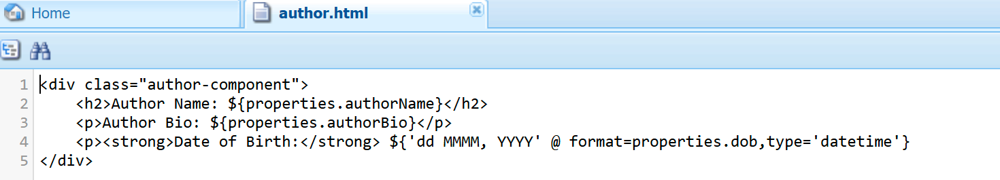 Home
author.html
1 <div class="author-component">
2     <h2>Author Name: ${properties.authorName}</h2>
3     <p>Author Bio: ${properties.authorBio}</p>
4     <p><strong>Date of Birth:</strong> ${'dd MMMM, YYYY' @ format=properties.dob,type='datetime'}
5 </div>